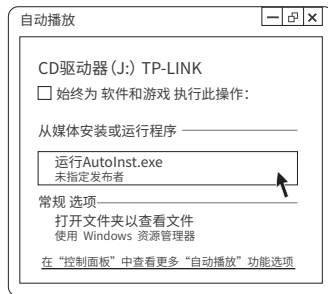 自动播放
CD驱动器(J:) TP-LINK
始终为 软件和游戏 执行此操作:
从媒体安装或运行程序
运行AutoInst.exe
未指定发布者
常规 选项
打开文件夹以查看文件
使用 Windows 资源管理器
在“控制面板”中查看更多“自动播放”功能选项